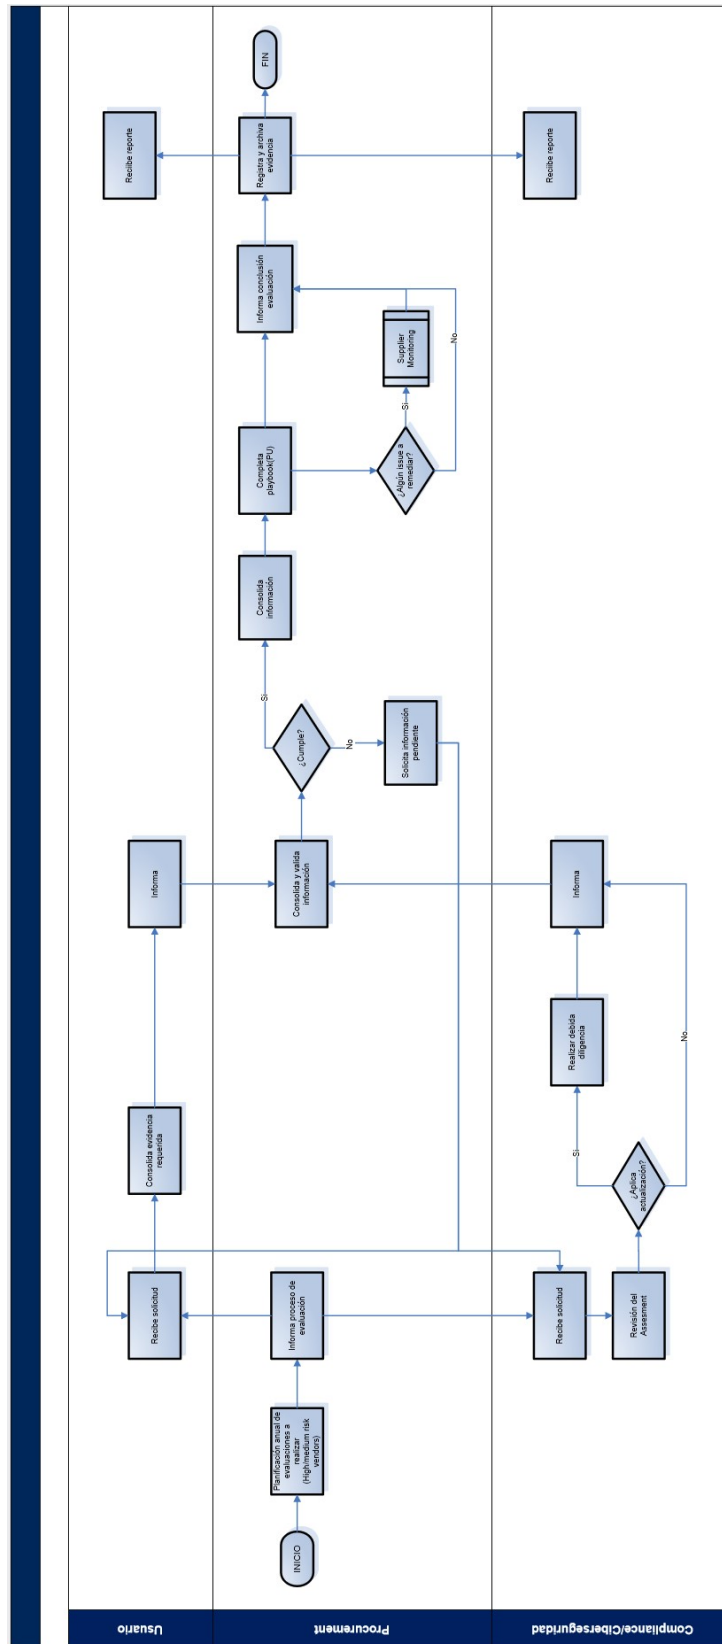 Usuario
Procurement
Compliance/Ciberseguridad
INICIO
Planificación anual de
evaluaciones a
realizar
(High/medium risk
vendors)
Informa proceso de
evaluación
Recibe solicitud
Consolida evidencia
requerida
Informa
Recibe solicitud
Revisión del
Assesment
¿Aplica
actualización?
Si
No
Realizar debida
diligencia
Informa
Consolida y valida
información
¿Cumple?
Si
No
Solicita información
pendiente
Consolida
información
Completa
playbook(PU)
¿Algún issue a
remediar?
Si
No
Supplier
Monitoring
Informa conclusión
evaluación
Registra y archiva
evidencia
Reciibe reporte
Reciibe reporte
FIN